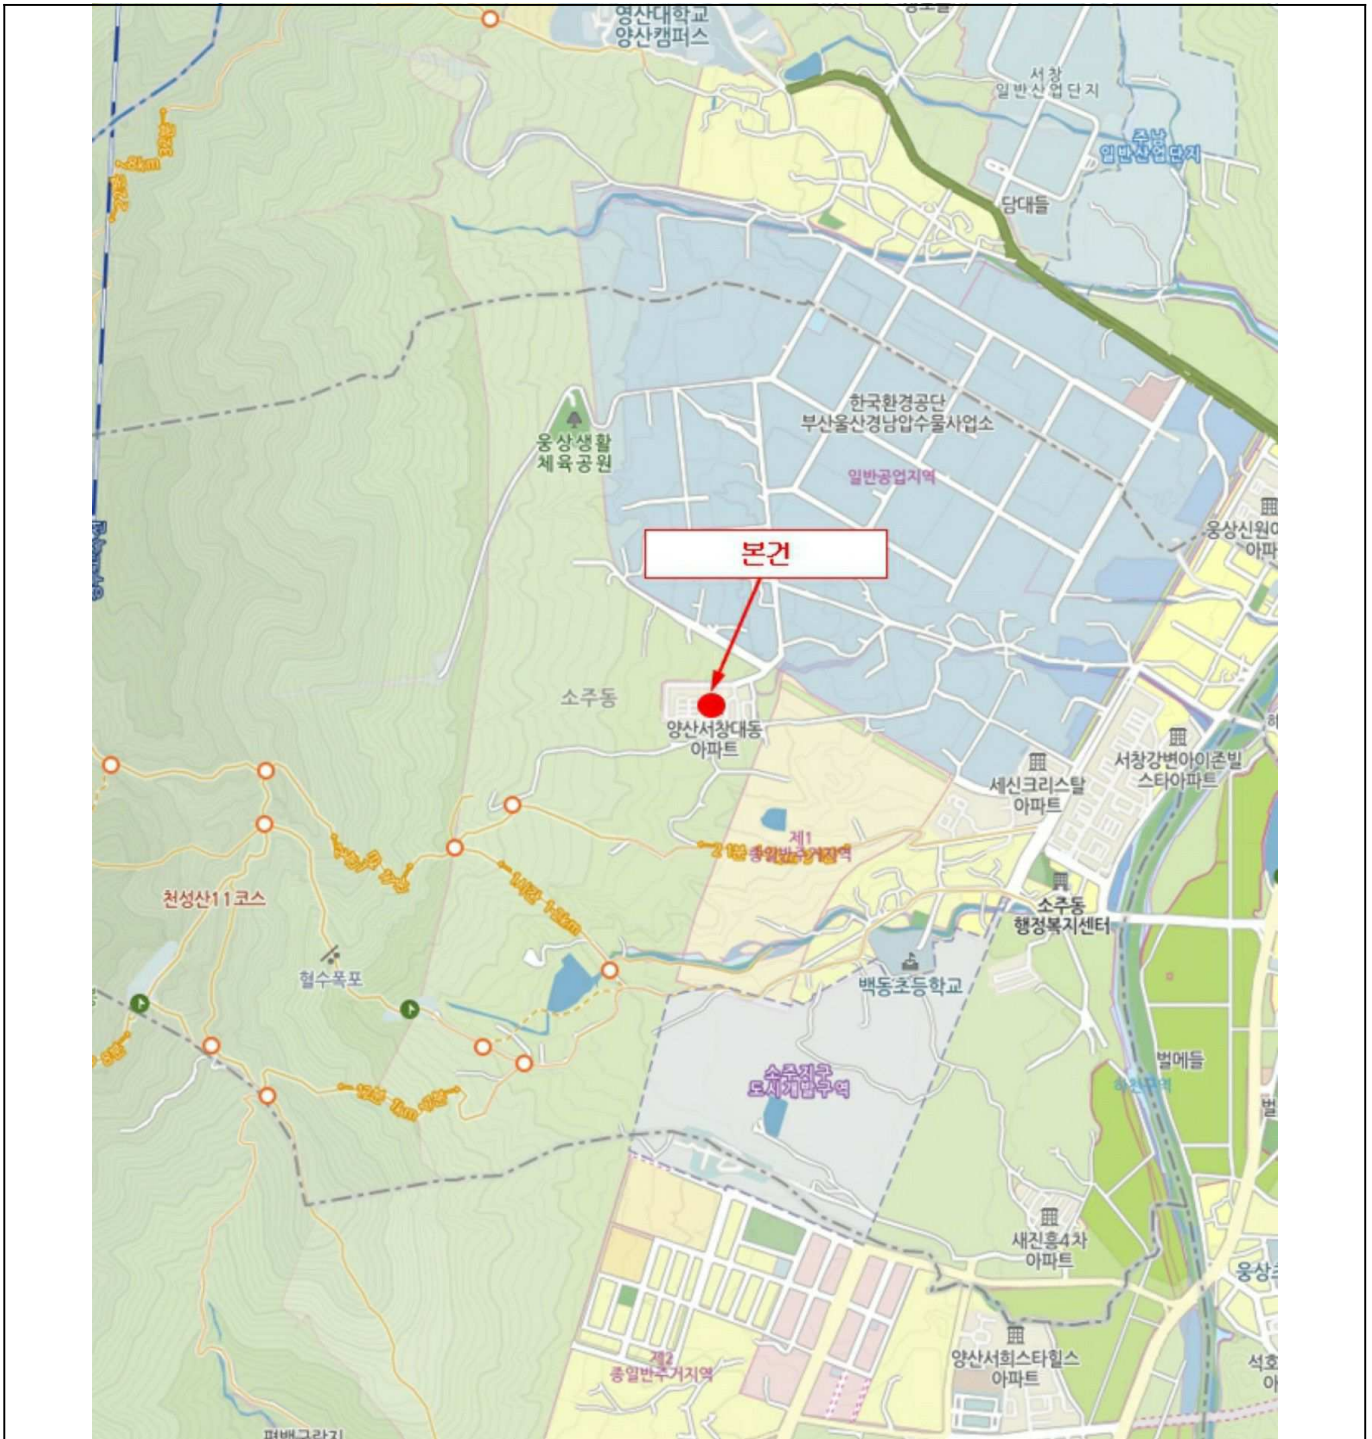 영산대학교
양산캠퍼스
서창
일반산업단지
주남
일반산업단지
담대들
한국환경공단
부산울산경남압수물사업소
웅상생활
체육공원
일반공업지역
웅상신원아
아파
본건
소주동
양산서창대동
아파트
서창강변아이존빌
스타아파트
세신크리스탈
아파트
제1
종일반주거지역
천성산11코스
소주동
행정복지센터
혈수폭포
백동초등학교
벌메들
소주지구
도시개발구역
하천구역
새진흥4차
아파트
웅상초
양산서희스타힐스
아파트
석호
아
제2
종일반주거지역